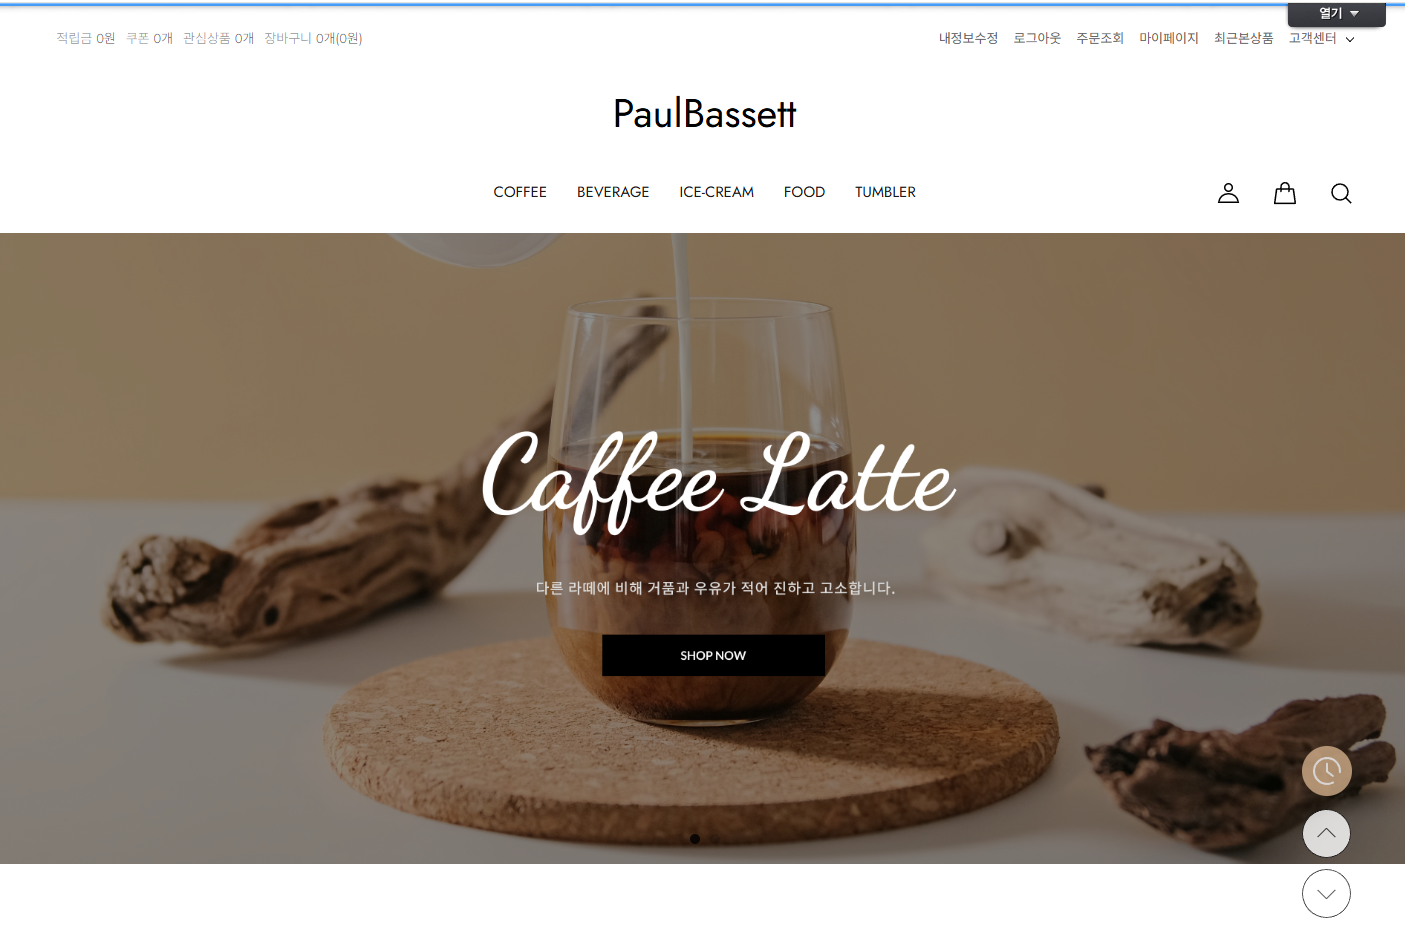 열기
적립금 0원 쿠폰 0개 관심상품 0개 장바구니 0개(0원)
내정보수정 로그아웃 주문조회 마이페이지 최근본상품 고객센터
PaulBassett
COFFEE BEVERAGE ICE-CREAM FOOD TUMBLER
Caffee Latte
다른 라떼에 비해 거품과 우유가 적어 진하고 고소합니다.
SHOP NOW